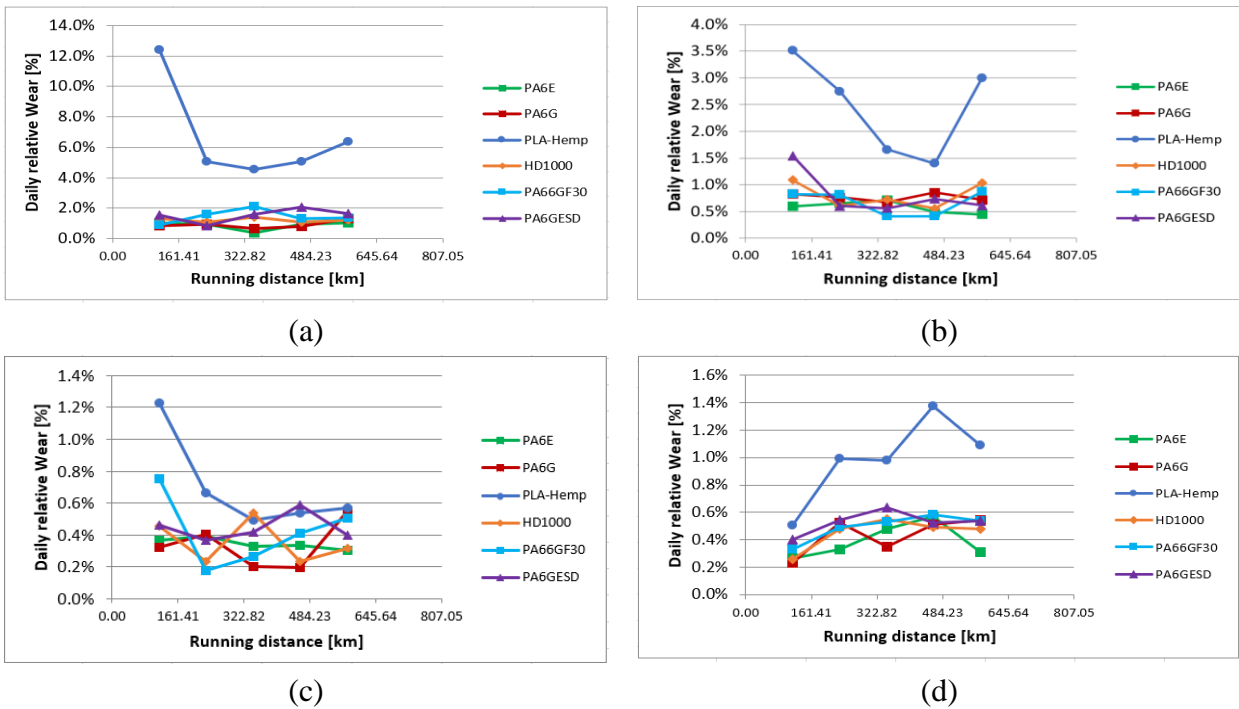 14.0%
12.0%
10.0%
8.0%
6.0%
4.0%
2.0%
0.0%
Daily relative Wear [%]
0.00 161.41 322.82 484.23 645.64 807.05
Running distance [km]
PA6E
PA6G
PLA-Hemp
HD1000
PA66GF30
PA6GESD
(a)
4.0%
3.5%
3.0%
2.5%
2.0%
1.5%
1.0%
0.5%
0.0%
Daily relative Wear [%]
0.00 161.41 322.82 484.23 645.64 807.05
Running distance [km]
PA6E
PA6G
PLA-Hemp
HD1000
PA66GF30
PA6GESD
(b)
1.4%
1.2%
1.0%
0.8%
0.6%
0.4%
0.2%
0.0%
Daily relative Wear [%]
0.00 161.41 322.82 484.23 645.64 807.05
Running distance [km]
PA6E
PA6G
PLA-Hemp
HD1000
PA66GF30
PA6GESD
(c)
1.6%
1.4%
1.2%
1.0%
0.8%
0.6%
0.4%
0.2%
0.0%
Daily relative Wear [%]
0.00 161.41 322.82 484.23 645.64 807.05
Running distance [km]
PA6E
PA6G
PLA-Hemp
HD1000
PA66GF30
PA6GESD
(d)